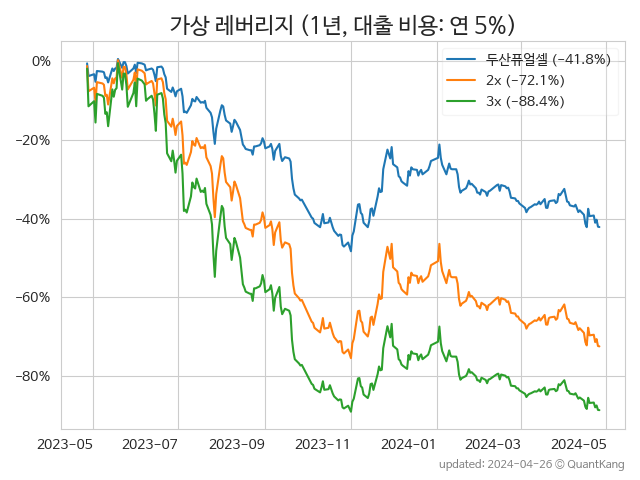 가상 레버리지 (1년, 대출 비용: 연 5%)
두산퓨얼셀 (−41.8%)
2x (−72.1%)
3x (−88.4%)
0%
−20%
−40%
−60%
−80%
2023-05 2023-07 2023-09 2023-11 2024-01 2024-03 2024-05
updated: 2024-04-26 © QuantKang